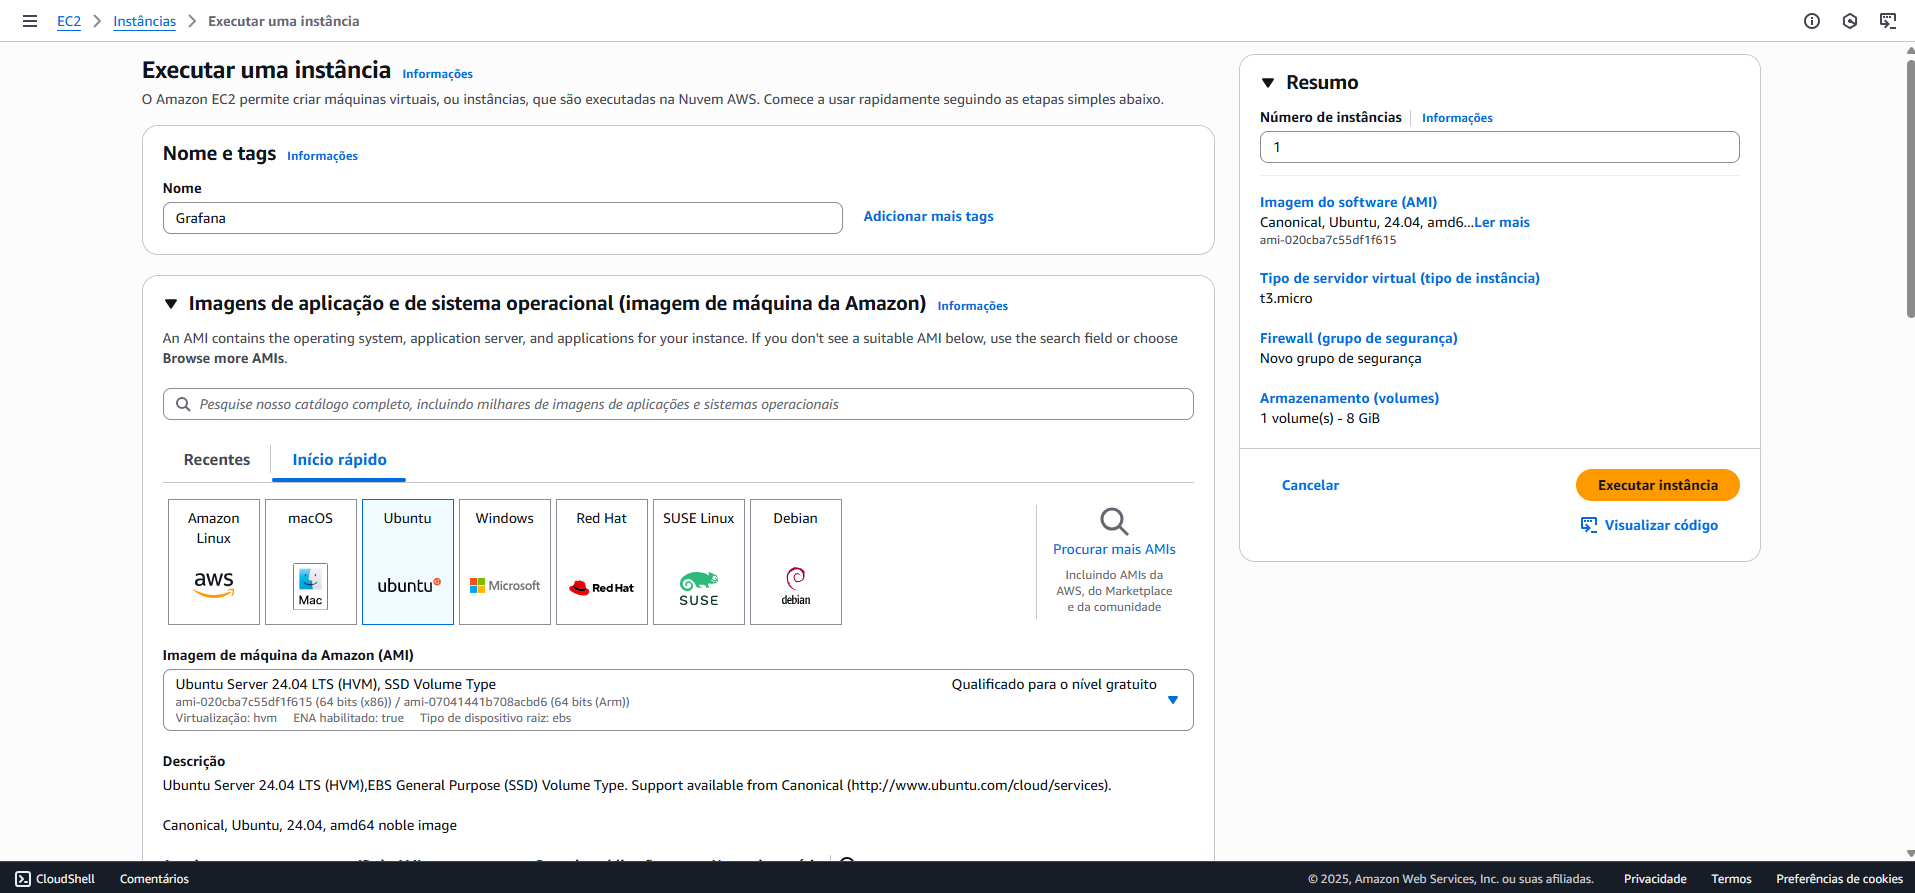 EC2 > Instâncias > Executar uma instância
Executar uma instância Informações
O Amazon EC2 permite criar máquinas virtuais, ou instâncias, que são executadas na Nuvem AWS. Comece a usar rapidamente seguindo as etapas simples abaixo.
Nome e tags Informações
Nome
Grafana
Adicionar mais tags
Imagens de aplicação e de sistema operacional (imagem de máquina da Amazon) Informações
An AMI contains the operating system, application server, and applications for your instance. If you don't see a suitable AMI below, use the search field or choose
Browse more AMIs.
Pesquise nosso catálogo completo, incluindo milhares de imagens de aplicações e sistemas operacionais
Recentes
Início rápido
Amazon
Linux
aws
macOS
Mac
Ubuntu
ubuntu
Windows
Microsoft
Red Hat
Red Hat
SUSE Linux
SUSE
Debian
debian
Procurar mais AMIs
Incluindo AMIs da
AWS, do Marketplace
e da comunidade
Imagem de máquina da Amazon (AMI)
Ubuntu Server 24.04 LTS (HVM), SSD Volume Type
Qualificado para o nível gratuito
ami-020cba7c55df1f615 (64 bits (x86)) / ami-07041441b708acbd6 (64 bits (Arm))
Virtualização: hvm ENA habilitado: true Tipo de dispositivo raiz: ebs
Descrição
Ubuntu Server 24.04 LTS (HVM),EBS General Purpose (SSD) Volume Type. Support available from Canonical (http://www.ubuntu.com/cloud/services).
Canonical, Ubuntu, 24.04, amd64 noble image
Resumo
Número de instâncias Informações
1
Imagem do software (AMI)
Canonical, Ubuntu, 24.04, amd6...Ler mais
ami-020cba7c55df1f615
Tipo de servidor virtual (tipo de instância)
t3.micro
Firewall (grupo de segurança)
Novo grupo de segurança
Armazenamento (volumes)
1 volume(s) - 8 GiB
Cancelar
Executar instância
Visualizar código
CloudShell Comentários
© 2025, Amazon Web Services, Inc. ou suas afiliadas. Privacidade Termos Preferências de cookies